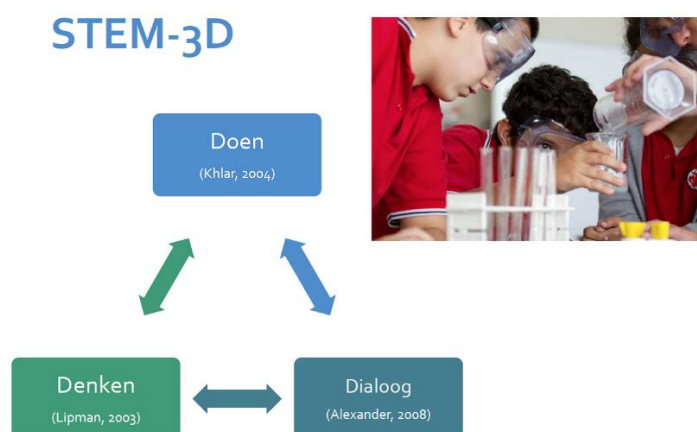 STEM-3D
Doen
(Khlar, 2004)
Denken
(Lipman, 2003)
Dialoog
(Alexander, 2008)